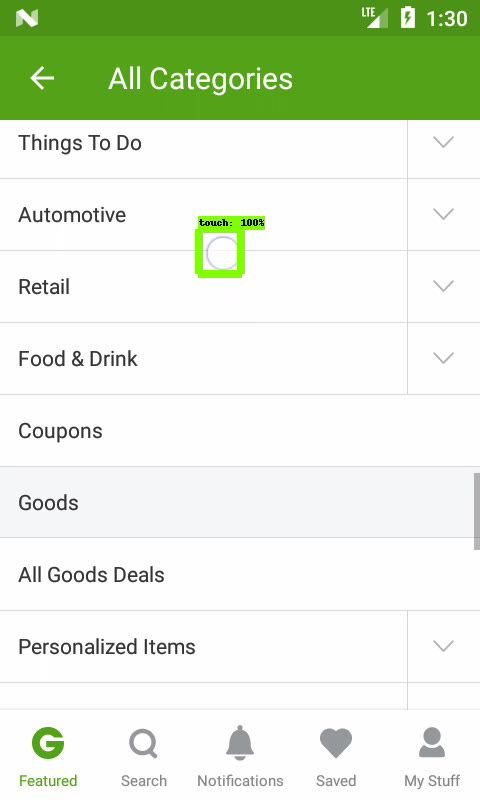 LTE 1:30
All Categories
Things To Do
touch: 100%
Automotive
Retail
Food & Drink
Coupons
Goods
All Goods Deals
Personalized Items
Featured Search Notifications Saved My Stuff